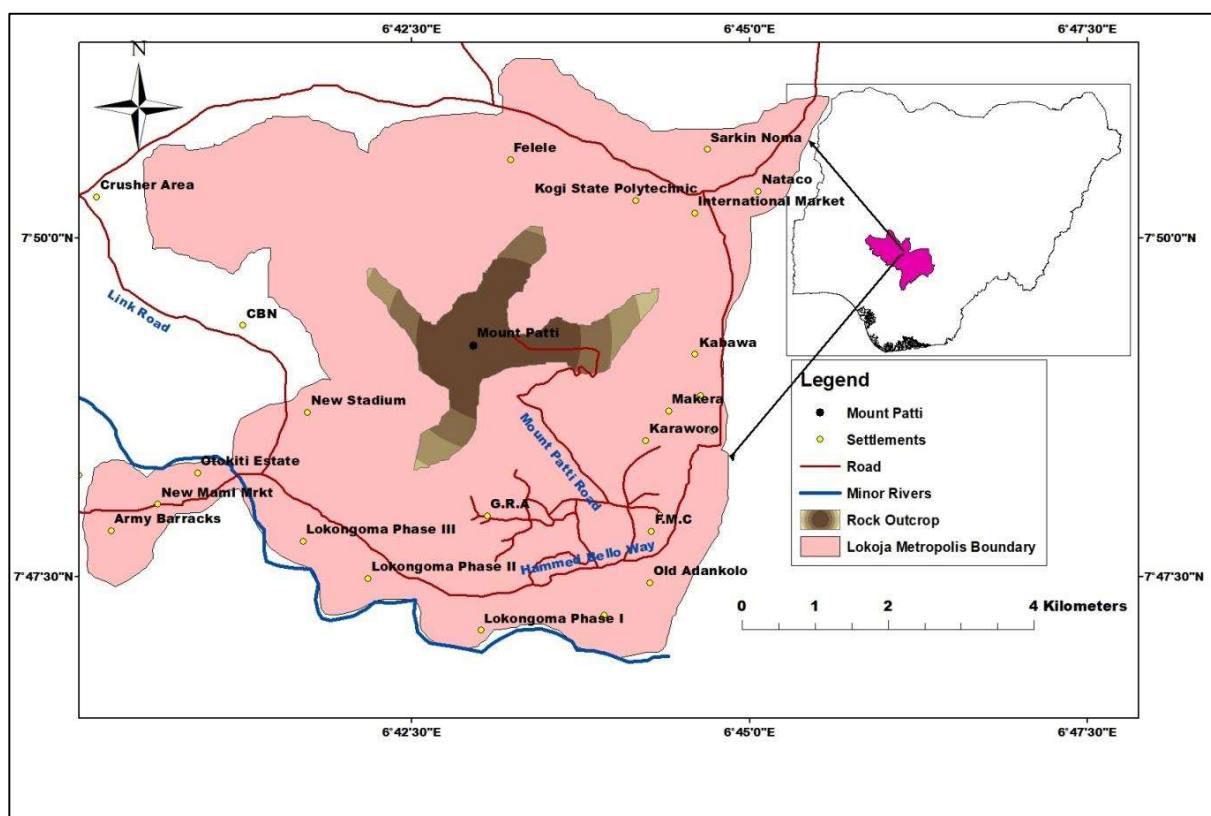 6°42'30"E
6°45'0"E
6°47'30"E
N
Sarkin Noma
Felele
Crusher Area
Kogi State Polytechnic
Nataco
International Market
7°50'0"N
7°50'0"N
Link Road
CBN
Mount Patti
Kabawa
New Stadium
Makera
Karaworo
Mount Patti Road
Otokiti Estate
New Mami Mrkt
G.R.A
Army Barracks
F.M.C
Lokongoma Phase III
Hammed Bello Way
Lokongoma Phase II
Old Adankolo
7°47'30"N
7°47'30"N
Lokongoma Phase I
Legend
Mount Patti
Settlements
Road
Minor Rivers
Rock Outcrop
Lokoja Metropolis Boundary
0 1 2 4 Kilometers
6°42'30"E
6°45'0"E
6°47'30"E